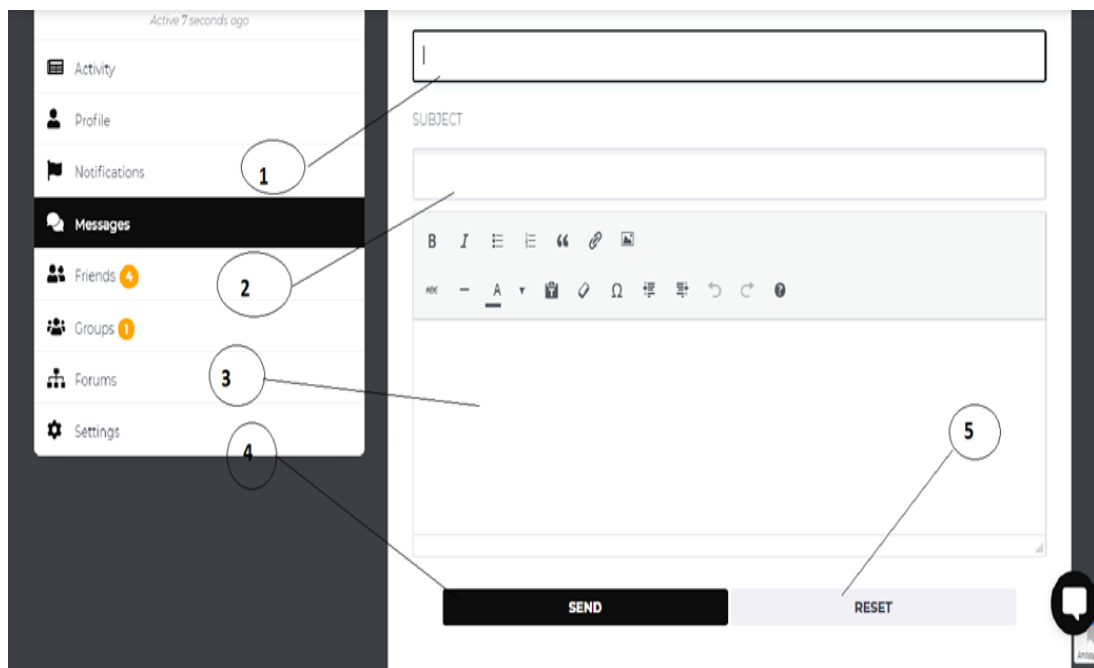 Active 7 seconds ago
Activity
Profile
Notifications
Messages
Friends 4
Groups 1
Forums
Settings
1
2
3
4
5
SUBJECT
B I
ABC A Ω
SEND
RESET